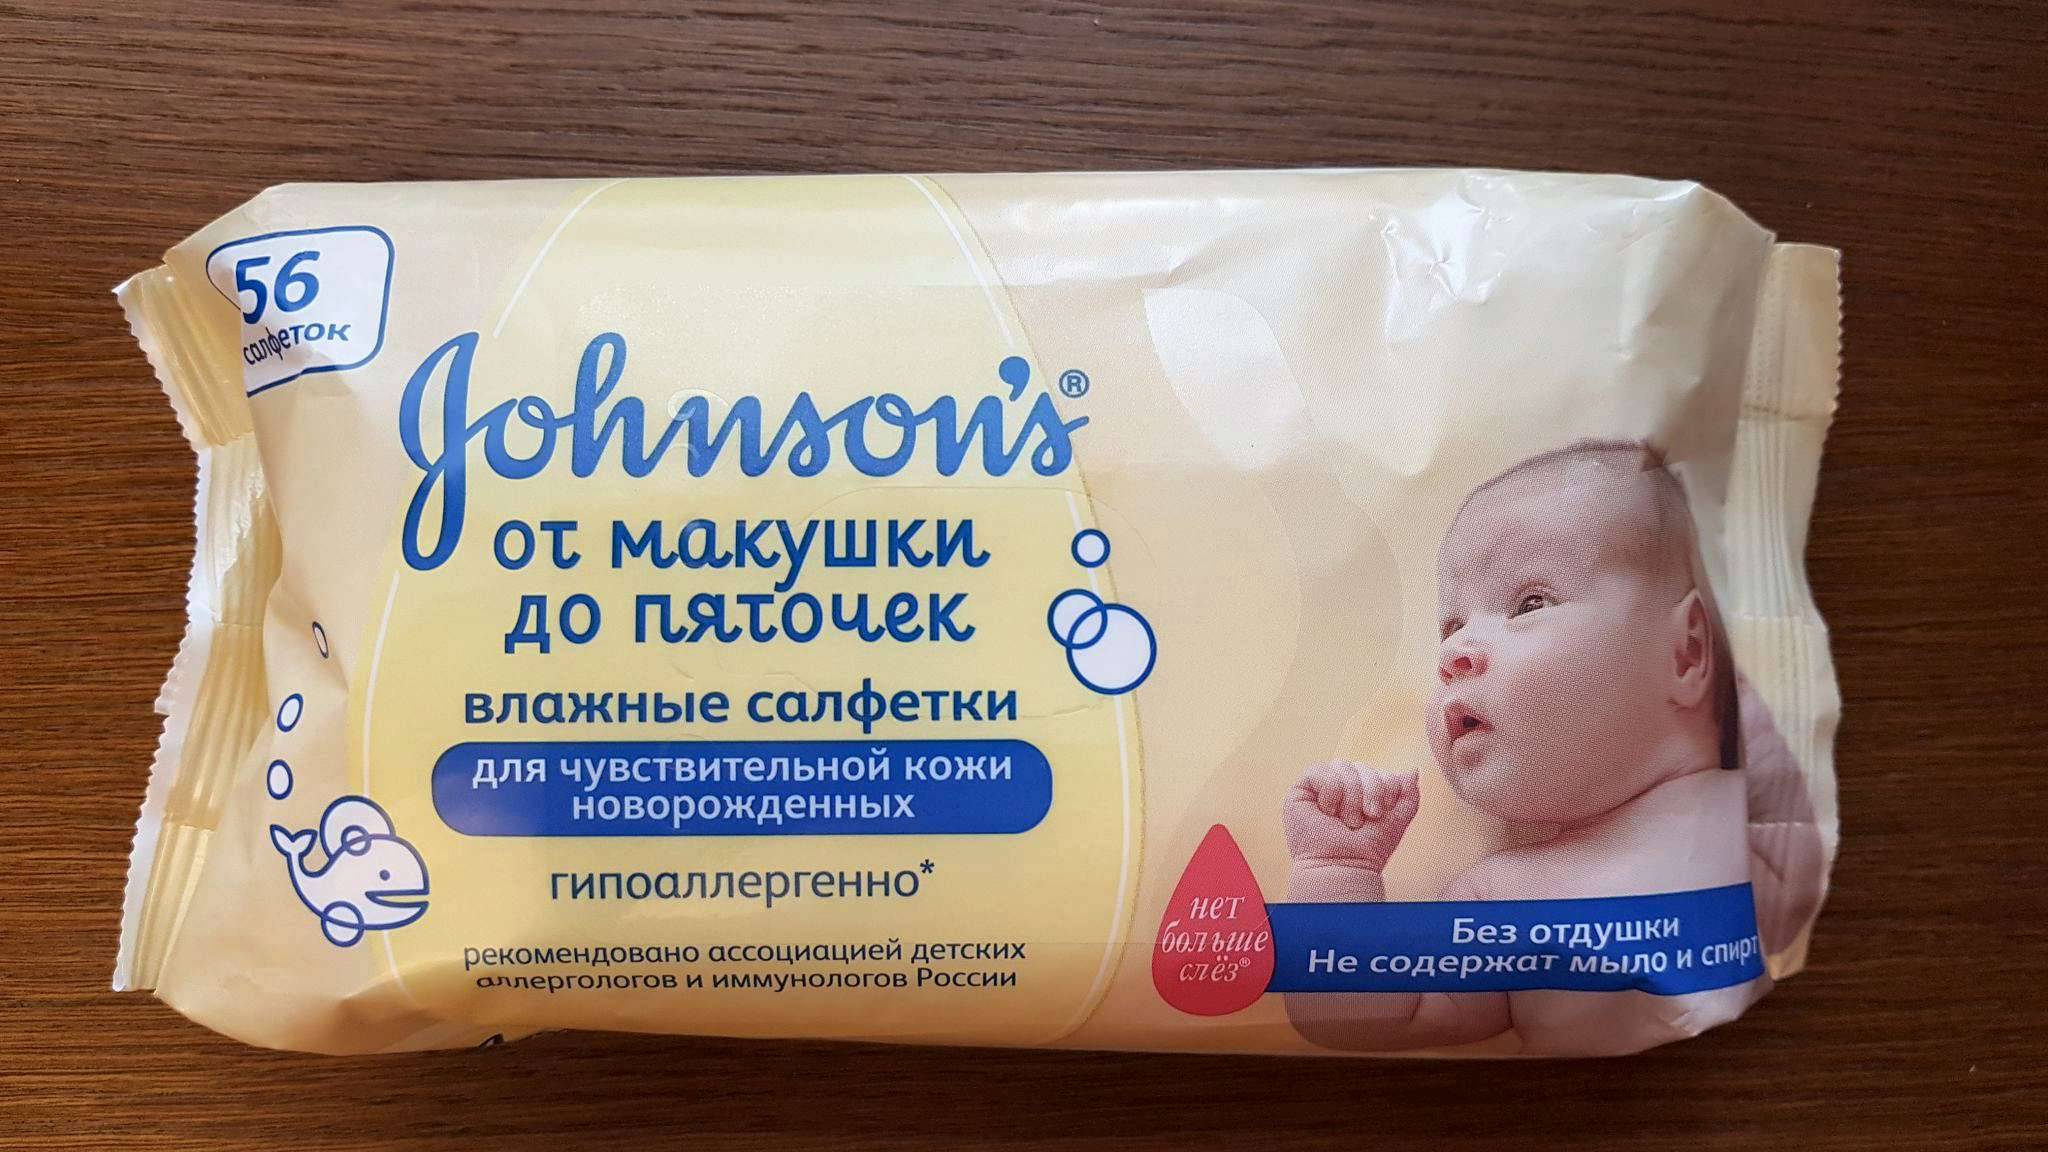 56
салфеток
Johnson's®
от макушки
до пяточек
влажные салфетки
для чувствительной кожи
новорожденных
гипоаллергенно*
рекомендовано ассоциацией детских
аллергологов и иммунологов России
нет
больше
слёз®
Без отдушки
Не содержат мыло и спирт